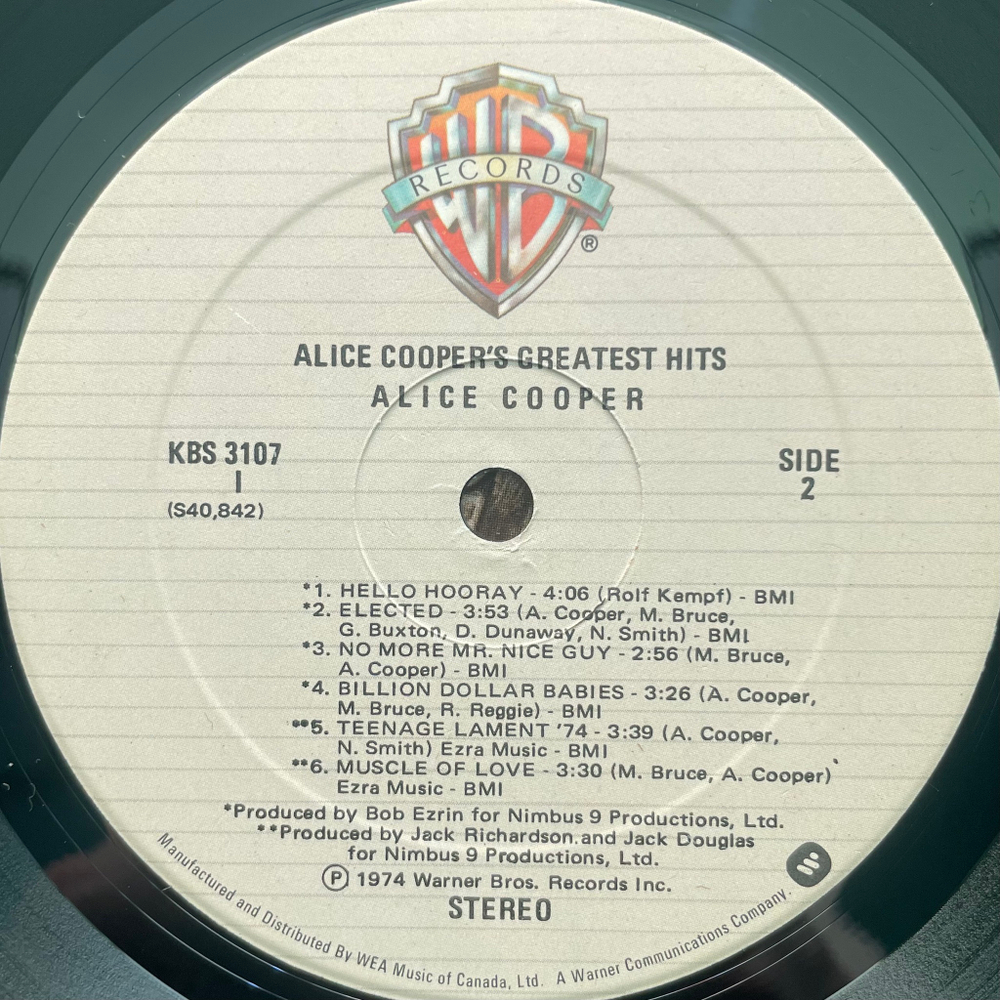 WB
RECORDS
®
ALICE COOPER'S GREATEST HITS
ALICE COOPER
KBS 3107
I
(S40,842)
SIDE
2
*1. HELLO HOORAY - 4:06 (Rolf Kempf) - BMI
*2. ELECTED - 3:53 (A. Cooper, M. Bruce,
G. Buxton, D. Dunaway, N. Smith) - BMI
*3. NO MORE MR. NICE GUY - 2:56 (M. Bruce,
A. Cooper) - BMI
*4. BILLION DOLLAR BABIES - 3:26 (A. Cooper,
M. Bruce, R. Reggie) - BMI
**5. TEENAGE LAMENT '74 - 3:39 (A. Cooper,
N. Smith) Ezra Music - BMI
**6. MUSCLE OF LOVE - 3:30 (M. Bruce, A. Cooper)
Ezra Music - BMI
*Produced by Bob Ezrin for Nimbus 9 Productions, Ltd.
**Produced by Jack Richardson and Jack Douglas
for Nimbus 9 Productions, Ltd.
Ⓟ 1974 Warner Bros. Records Inc.
STEREO
Manufactured and Distributed By WEA Music of Canada, Ltd. A Warner Communications Company.